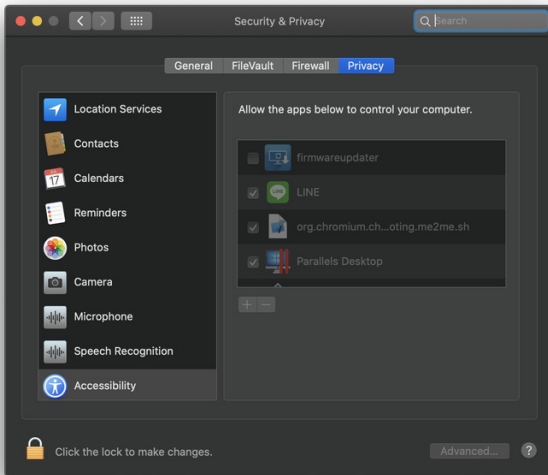 Security & Privacy
Search
General FileVault Firewall Privacy
Location Services
Contacts
JUL
17
Calendars
Reminders
Photos
Camera
Microphone
Speech Recognition
Accessibility
Allow the apps below to control your computer.
firmwareupdater
LINE
LINE
org.chromium.ch...oting.me2me.sh
Parallels Desktop
+ −
Click the lock to make changes.
Advanced...
?